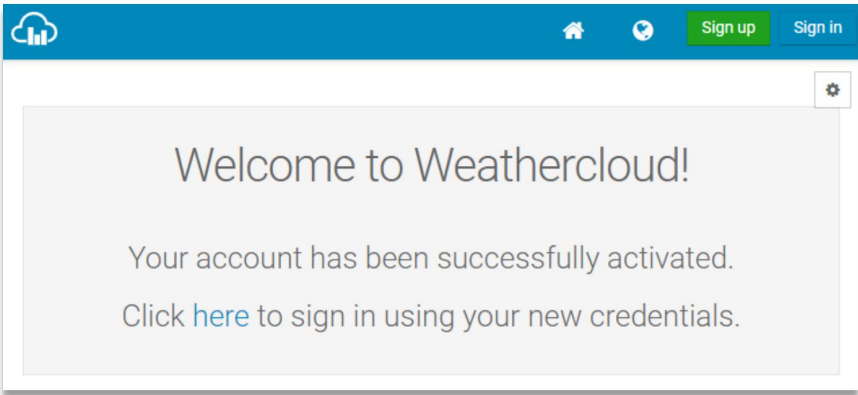 Sign up Sign in
Welcome to Weathercloud!
Your account has been successfully activated.
Click here to sign in using your new credentials.